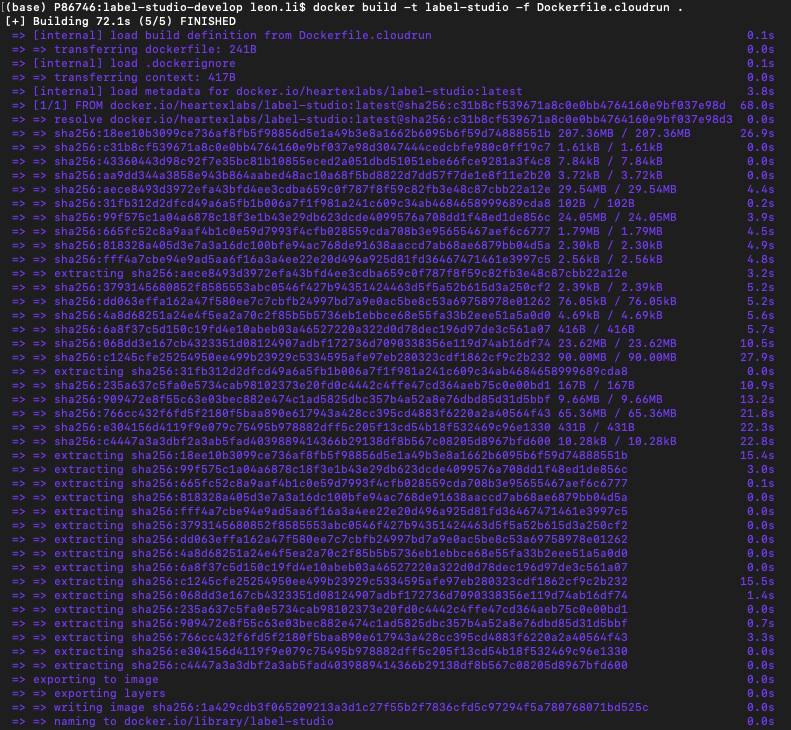 [(base) P86746:label-studio-develop leon.li$ docker build -t label-studio -f Dockerfile.cloudrun .
[+] Building 72.1s (5/5) FINISHED
=> [internal] load build definition from Dockerfile.cloudrun 0.1s
=> => transferring dockerfile: 241B 0.0s
=> [internal] load .dockerignore 0.1s
=> => transferring context: 417B 0.0s
=> [internal] load metadata for docker.io/heartexlabs/label-studio:latest 3.8s
=> [1/1] FROM docker.io/heartexlabs/label-studio:latest@sha256:c31b8cf539671a8c0e0bb4764160e9bf037e98d 68.0s
=> => resolve docker.io/heartexlabs/label-studio:latest@sha256:c31b8cf539671a8c0e0bb4764160e9bf037e98d3 0.0s
=> => sha256:18ee10b3099ce736af8fb5f98856d5e1a49b3e8a1662b6095b6f59d74888551b 207.36MB / 207.36MB 26.9s
=> => sha256:c31b8cf539671a8c0e0bb4764160e9bf037e98d3047444cedcbfe980c0ff19c7 1.61kB / 1.61kB 0.0s
=> => sha256:43360443d98c92f7e35bc81b10855eced2a051dbd51051ebe66fce9281a3f4c8 7.84kB / 7.84kB 0.0s
=> => sha256:aa9dd344a3858e943b864aabed48ac10a68f5bd8822d7dd57f7de1e8f11e2b20 3.72kB / 3.72kB 0.0s
=> => sha256:aece8493d3972efa43bfd4ee3cdba659c0f787f8f59c82fb3e48c87cbb22a12e 29.54MB / 29.54MB 4.4s
=> => sha256:31fb312d2dfcd49a6a5fb1b006a7f1f981a241c609c34ab4684658999689cda8 102B / 102B 0.2s
=> => sha256:99f575c1a04a6878c18f3e1b43e29db623dcde4099576a708dd1f48ed1de856c 24.05MB / 24.05MB 3.9s
=> => sha256:665fc52c8a9aaf4b1c0e59d7993f4cfb028559cda708b3e95655467aef6c6777 1.79MB / 1.79MB 4.5s
=> => sha256:818328a405d3e7a3a16dc100bfe94ac768de91638aaccd7ab68ae6879bb04d5a 2.30kB / 2.30kB 4.9s
=> => sha256:fff4a7cbe94e9ad5aa6f16a3a4ee22e20d496a925d81fd36467471461e3997c5 2.56kB / 2.56kB 4.8s
=> => extracting sha256:aece8493d3972efa43bfd4ee3cdba659c0f787f8f59c82fb3e48c87cbb22a12e 3.2s
=> => sha256:3793145680852f8585553abc0546f427b94351424463d5f5a52b615d3a250cf2 2.39kB / 2.39kB 5.2s
=> => sha256:dd063effa162a47f580ee7c7cbfb24997bd7a9e0ac5be8c53a69758978e01262 76.05kB / 76.05kB 5.2s
=> => sha256:4a8d68251a24e4f5ea2a70c2f85b5b5736eb1ebbce68e55fa33b2eee51a5a0d0 4.69kB / 4.69kB 5.6s
=> => sha256:6a8f37c5d150c19fd4e10abeb03a46527220a322d0d78dec196d97de3c561a07 416B / 416B 5.7s
=> => sha256:068dd3e167cb4323351d08124907adbf172736d7090338356e119d74ab16df74 23.62MB / 23.62MB 10.5s
=> => sha256:c1245cfe25254950ee499b23929c5334595afe97eb280323cdf1862cf9c2b232 90.00MB / 90.00MB 27.9s
=> => extracting sha256:31fb312d2dfcd49a6a5fb1b006a7f1f981a241c609c34ab4684658999689cda8 0.0s
=> => sha256:235a637c5fa0e5734cab98102373e20fd0c4442c4ffe47cd364aeb75c0e00bd1 167B / 167B 10.9s
=> => sha256:909472e8f55c63e03bec882e474c1ad5825dbc357b4a52a8e76dbd85d31d5bbf 9.66MB / 9.66MB 13.2s
=> => sha256:766cc432f6fd5f2180f5baa890e617943a428cc395cd4883f6220a2a40564f43 65.36MB / 65.36MB 21.8s
=> => sha256:e304156d4119f9e079c75495b978882dff5c205f13cd54b18f532469c96e1330 431B / 431B 22.3s
=> => sha256:c4447a3a3dbf2a3ab5fad4039889414366b29138df8b567c08205d8967bfd600 10.28kB / 10.28kB 22.8s
=> => extracting sha256:18ee10b3099ce736af8fb5f98856d5e1a49b3e8a1662b6095b6f59d74888551b 15.4s
=> => extracting sha256:99f575c1a04a6878c18f3e1b43e29db623dcde4099576a708dd1f48ed1de856c 3.0s
=> => extracting sha256:665fc52c8a9aaf4b1c0e59d7993f4cfb028559cda708b3e95655467aef6c6777 0.1s
=> => extracting sha256:818328a405d3e7a3a16dc100bfe94ac768de91638aaccd7ab68ae6879bb04d5a 0.0s
=> => extracting sha256:fff4a7cbe94e9ad5aa6f16a3a4ee22e20d496a925d81fd36467471461e3997c5 0.0s
=> => extracting sha256:3793145680852f8585553abc0546f427b94351424463d5f5a52b615d3a250cf2 0.0s
=> => extracting sha256:dd063effa162a47f580ee7c7cbfb24997bd7a9e0ac5be8c53a69758978e01262 0.0s
=> => extracting sha256:4a8d68251a24e4f5ea2a70c2f85b5b5736eb1ebbce68e55fa33b2eee51a5a0d0 0.0s
=> => extracting sha256:6a8f37c5d150c19fd4e10abeb03a46527220a322d0d78dec196d97de3c561a07 0.0s
=> => extracting sha256:c1245cfe25254950ee499b23929c5334595afe97eb280323cdf1862cf9c2b232 15.5s
=> => extracting sha256:068dd3e167cb4323351d08124907adbf172736d7090338356e119d74ab16df74 1.4s
=> => extracting sha256:235a637c5fa0e5734cab98102373e20fd0c4442c4ffe47cd364aeb75c0e00bd1 0.0s
=> => extracting sha256:909472e8f55c63e03bec882e474c1ad5825dbc357b4a52a8e76dbd85d31d5bbf 0.7s
=> => extracting sha256:766cc432f6fd5f2180f5baa890e617943a428cc395cd4883f6220a2a40564f43 3.3s
=> => extracting sha256:e304156d4119f9e079c75495b978882dff5c205f13cd54b18f532469c96e1330 0.0s
=> => extracting sha256:c4447a3a3dbf2a3ab5fad4039889414366b29138df8b567c08205d8967bfd600 0.0s
=> exporting to image 0.0s
=> => exporting layers 0.0s
=> => writing image sha256:1a429cdb3f065209213a3d1c27f55b2f7836cfd5c97294f5a780768071bd525c 0.0s
=> => naming to docker.io/library/label-studio 0.0s